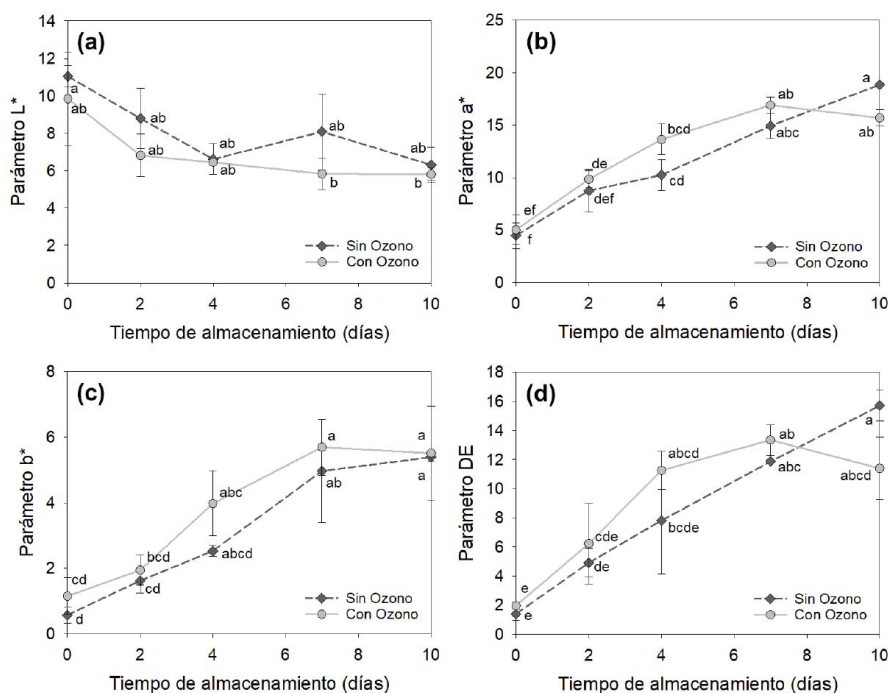 (a)
Parámetro L*
14
12
10
8
6
4
2
0
a
ab
ab
ab
ab
ab
ab
b
ab
b
Sin Ozono
Con Ozono
0 2 4 6 8 10
Tiempo de almacenamiento (días)
(b)
Parámetro a*
25
20
15
10
5
0
ef
f
de
def
bcd
cd
ab
abc
a
ab
Sin Ozono
Con Ozono
0 2 4 6 8 10
Tiempo de almacenamiento (días)
(c)
Parámetro b*
8
6
4
2
0
cd
d
bcd
cd
abc
abcd
a
ab
a
a
Sin Ozono
Con Ozono
0 2 4 6 8 10
Tiempo de almacenamiento (días)
(d)
Parámetro DE
18
16
14
12
10
8
6
4
2
0
e
e
cde
de
abcd
bcde
ab
abc
a
abcd
Sin Ozono
Con Ozono
0 2 4 6 8 10
Tiempo de almacenamiento (días)